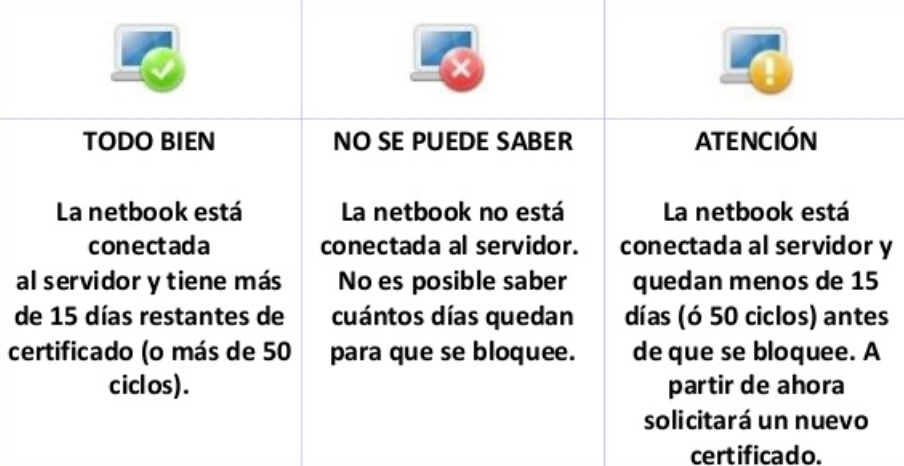 TODO BIEN
La netbook está
conectada
al servidor y tiene más
de 15 días restantes de
certificado (o más de 50
ciclos).
NO SE PUEDE SABER
La netbook no está
conectada al servidor.
No es posible saber
cuántos días quedan
para que se bloquee.
ATENCIÓN
La netbook está
conectada al servidor y
quedan menos de 15
días (ó 50 ciclos) antes
de que se bloquee. A
partir de ahora
solicitará un nuevo
certificado.